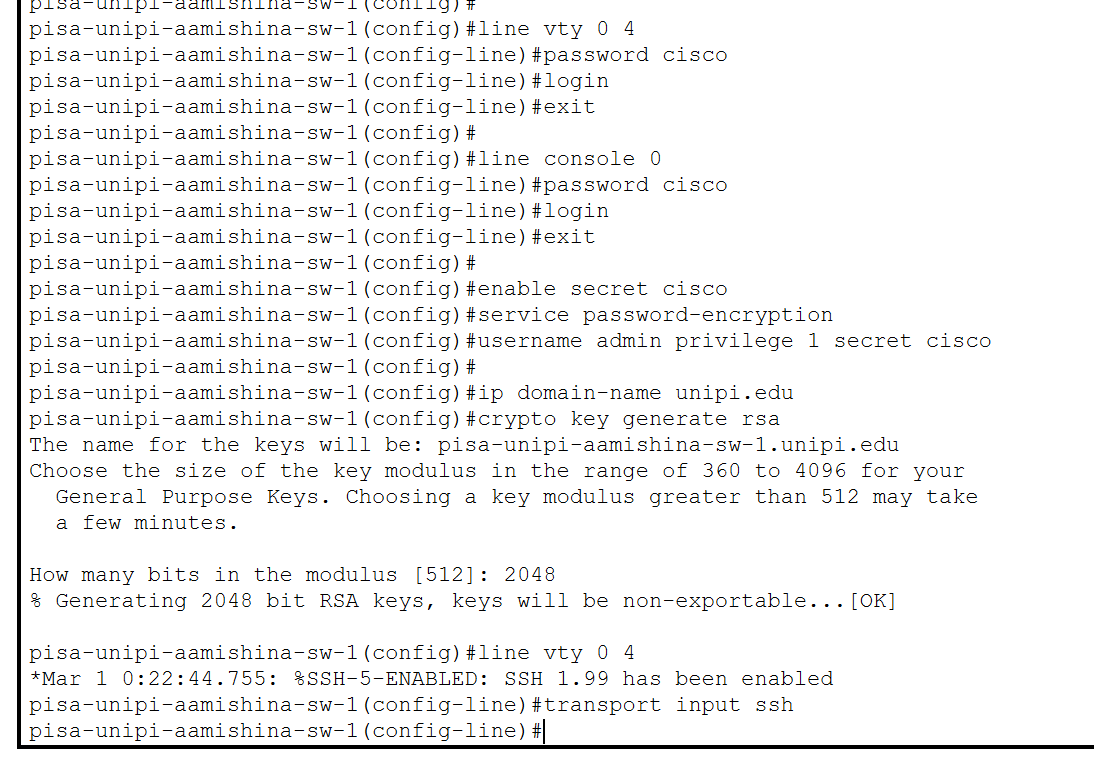 pisa-unipi-aamishina-sw-1(config)#
pisa-unipi-aamishina-sw-1(config)#line vty 0 4
pisa-unipi-aamishina-sw-1(config-line)#password cisco
pisa-unipi-aamishina-sw-1(config-line)#login
pisa-unipi-aamishina-sw-1(config-line)#exit
pisa-unipi-aamishina-sw-1(config)#
pisa-unipi-aamishina-sw-1(config)#line console 0
pisa-unipi-aamishina-sw-1(config-line)#password cisco
pisa-unipi-aamishina-sw-1(config-line)#login
pisa-unipi-aamishina-sw-1(config-line)#exit
pisa-unipi-aamishina-sw-1(config)#
pisa-unipi-aamishina-sw-1(config)#enable secret cisco
pisa-unipi-aamishina-sw-1(config)#service password-encryption
pisa-unipi-aamishina-sw-1(config)#username admin privilege 1 secret cisco
pisa-unipi-aamishina-sw-1(config)#
pisa-unipi-aamishina-sw-1(config)#ip domain-name unipi.edu
pisa-unipi-aamishina-sw-1(config)#crypto key generate rsa
The name for the keys will be: pisa-unipi-aamishina-sw-1.unipi.edu
Choose the size of the key modulus in the range of 360 to 4096 for your
General Purpose Keys. Choosing a key modulus greater than 512 may take
a few minutes.
How many bits in the modulus [512]: 2048
% Generating 2048 bit RSA keys, keys will be non-exportable...[OK]
pisa-unipi-aamishina-sw-1(config)#line vty 0 4
*Mar 1 0:22:44.755: %SSH-5-ENABLED: SSH 1.99 has been enabled
pisa-unipi-aamishina-sw-1(config-line)#transport input ssh
pisa-unipi-aamishina-sw-1(config-line)#